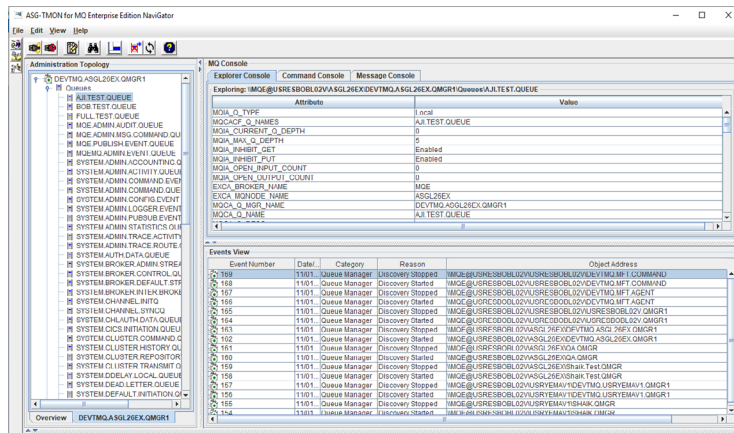 ASG-TMON for MQ Enterprise Edition NaviGator
File Edit View Help
Administration Topology
DEVTMQ.ASGL26EX.QMGR1
Queues
AJI.TEST.QUEUE
BOB.TEST.QUEUE
FULL.TEST.QUEUE
MQE.ADMIN.AUDIT.QUEUE
MQE.ADMIN.MSG.COMMAND.QU
MQE.PUBLISH.EVENT.QUEUE
MQEMQ.ADMIN.EVENT.QUEUE
SYSTEM.ADMIN.ACCOUNTING.Q
SYSTEM.ADMIN.ACTIVITY.QUEUE
SYSTEM.ADMIN.COMMAND.EVEN
SYSTEM.ADMIN.COMMAND.QUE
SYSTEM.ADMIN.CONFIG.EVENT
SYSTEM.ADMIN.LOGGER.EVENT
SYSTEM.ADMIN.PUBSUB.EVENT
SYSTEM.ADMIN.STATISTICS.QUE
SYSTEM.ADMIN.TRACE.ACTIVITY
SYSTEM.ADMIN.TRACE.ROUTE.
SYSTEM.AUTH.DATA.QUEUE
SYSTEM.BROKER.ADMIN.STREA
SYSTEM.BROKER.CONTROL.QU
SYSTEM.BROKER.DEFAULT.STR
SYSTEM.BROKER.INTER.BROKE
SYSTEM.CHANNEL.INITQ
SYSTEM.CHANNEL.SYNCQ
SYSTEM.CHLAUTH.DATA.QUEUE
SYSTEM.CICS.INITIATION.QUEU
SYSTEM.CLUSTER.COMMAND.Q
SYSTEM.CLUSTER.HISTORY.QU
SYSTEM.CLUSTER.REPOSITOR
SYSTEM.CLUSTER.TRANSMIT.Q
SYSTEM.DDELAY.LOCAL.QUEUE
SYSTEM.DEAD.LETTER.QUEUE
SYSTEM.DEFAULT.INITIATION.QU
Overview DEVTMQ.ASGL26EX.QMGR1
MQ Console
Explorer Console Command Console Message Console
Exploring: \\MQE@USRESBOBL02V\ASGL26EX\DEVTMQ.ASGL26EX.QMGR1\Queues\AJI.TEST.QUEUE
Attribute Value
MQIA_Q_TYPE Local
MQCACF_Q_NAMES AJI.TEST.QUEUE
MQIA_CURRENT_Q_DEPTH 0
MQIA_MAX_Q_DEPTH 5
MQIA_INHIBIT_GET Enabled
MQIA_INHIBIT_PUT Enabled
MQIA_OPEN_INPUT_COUNT 0
MQIA_OPEN_OUTPUT_COUNT 0
EXCA_BROKER_NAME MQE
EXCA_MQNODE_NAME ASGL26EX
MQCA_Q_MGR_NAME DEVTMQ.ASGL26EX.QMGR1
MQCA_Q_NAME AJI.TEST.QUEUE
Events View
Event Number Date/... Category Reason Object Address
169 11/01... Queue Manager Discovery Stopped \\MQE@USRESBOBL02V\USRESBOBL02V\DEVTMQ.MFT.COMMAND
168 11/01... Queue Manager Discovery Started \\MQE@USRESBOBL02V\USRESBOBL02V\DEVTMQ.MFT.COMMAND
167 11/01... Queue Manager Discovery Stopped \\MQE@USRESBOBL02V\USRESBOBL02V\DEVTMQ.MFT.AGENT
166 11/01... Queue Manager Discovery Started \\MQE@USRESBOBL02V\USRESBOBL02V\DEVTMQ.MFT.AGENT
165 11/01... Queue Manager Discovery Stopped \\MQE@USRESBOBL02V\USRESBOBL02V\USRESBOBL02V.QMGR1
164 11/01... Queue Manager Discovery Started \\MQE@USRESBOBL02V\USRESBOBL02V\USRESBOBL02V.QMGR1
163 11/01... Queue Manager Discovery Stopped \\MQE@USRESBOBL02V\ASGL26EX\DEVTMQ.ASGL26EX.QMGR1
162 11/01... Queue Manager Discovery Started \\MQE@USRESBOBL02V\ASGL26EX\DEVTMQ.ASGL26EX.QMGR1
161 11/01... Queue Manager Discovery Stopped \\MQE@USRESBOBL02V\ASGL26EX\QA.QMGR
160 11/01... Queue Manager Discovery Started \\MQE@USRESBOBL02V\ASGL26EX\QA.QMGR
159 11/01... Queue Manager Discovery Stopped \\MQE@USRESBOBL02V\ASGL26EX\Shaik.Test.QMGR
158 11/01... Queue Manager Discovery Started \\MQE@USRESBOBL02V\ASGL26EX\Shaik.Test.QMGR
157 11/01... Queue Manager Discovery Stopped \\MQE@USRESBOBL02V\USRYEMAV1\DEVTMQ.USRYEMAV1.QMGR1
156 11/01... Queue Manager Discovery Started \\MQE@USRESBOBL02V\USRYEMAV1\DEVTMQ.USRYEMAV1.QMGR1
155 11/01... Queue Manager Discovery Stopped \\MQE@USRESBOBL02V\USRYEMAV1\SHAIK.QMGR
154 11/01... Queue Manager Discovery Started \\MQE@USRESBOBL02V\USRYEMAV1\SHAIK.QMGR